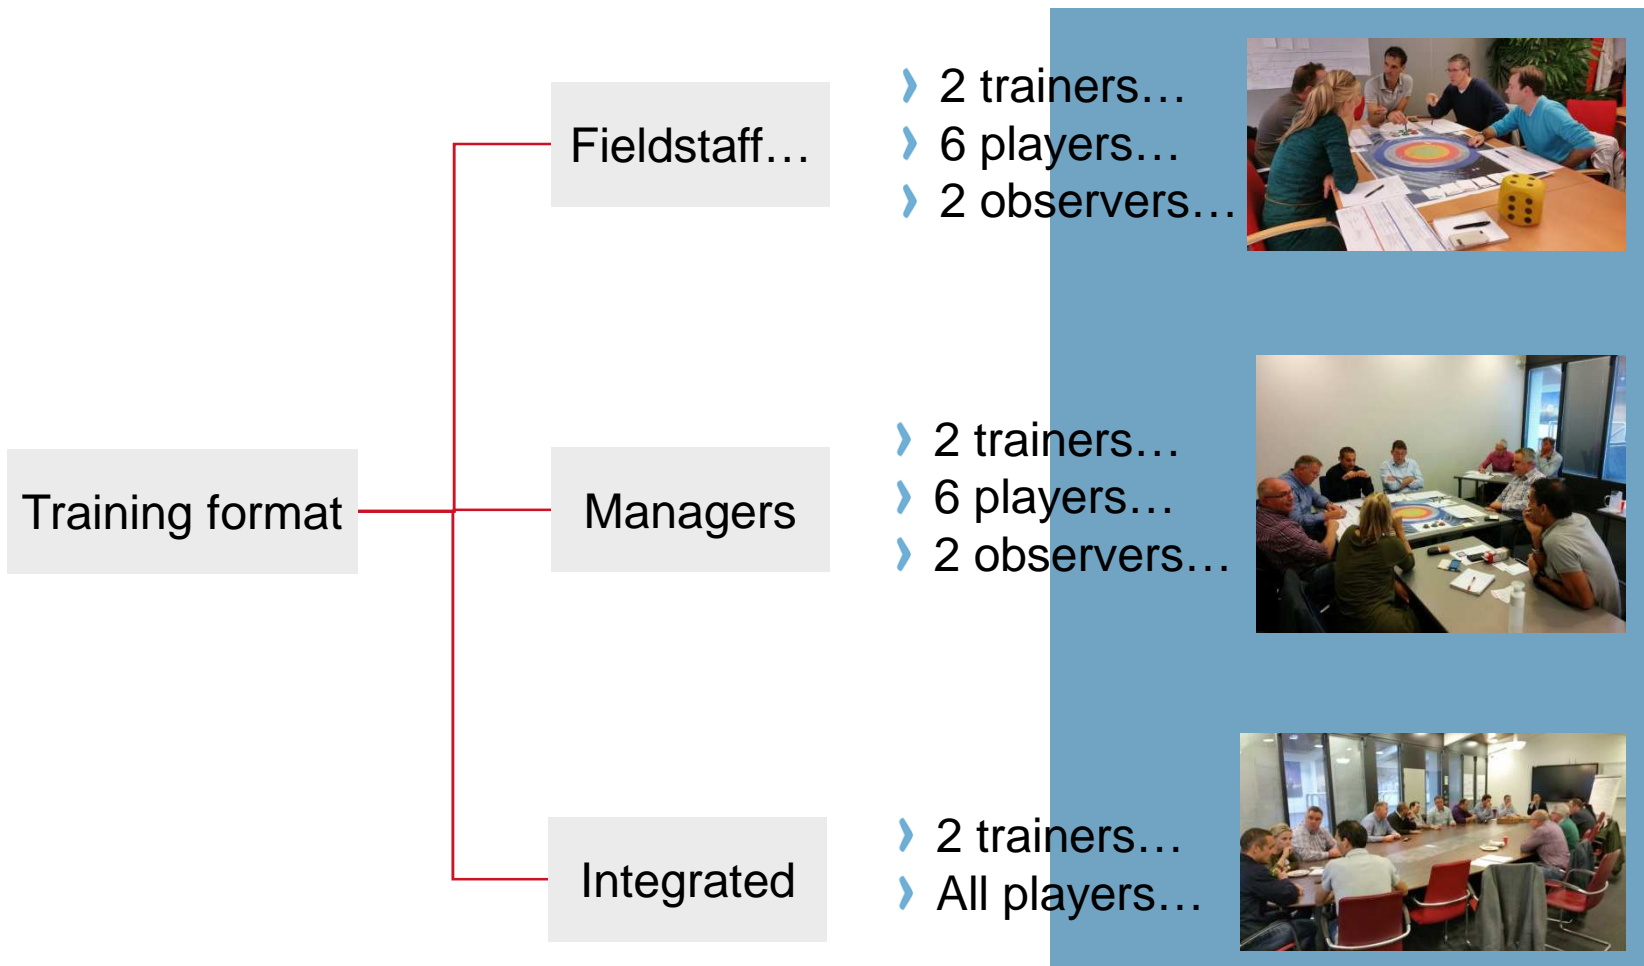 Training format
Fieldstaff…
2 trainers…
6 players…
2 observers…
Managers
2 trainers…
6 players…
2 observers…
Integrated
2 trainers…
All players…